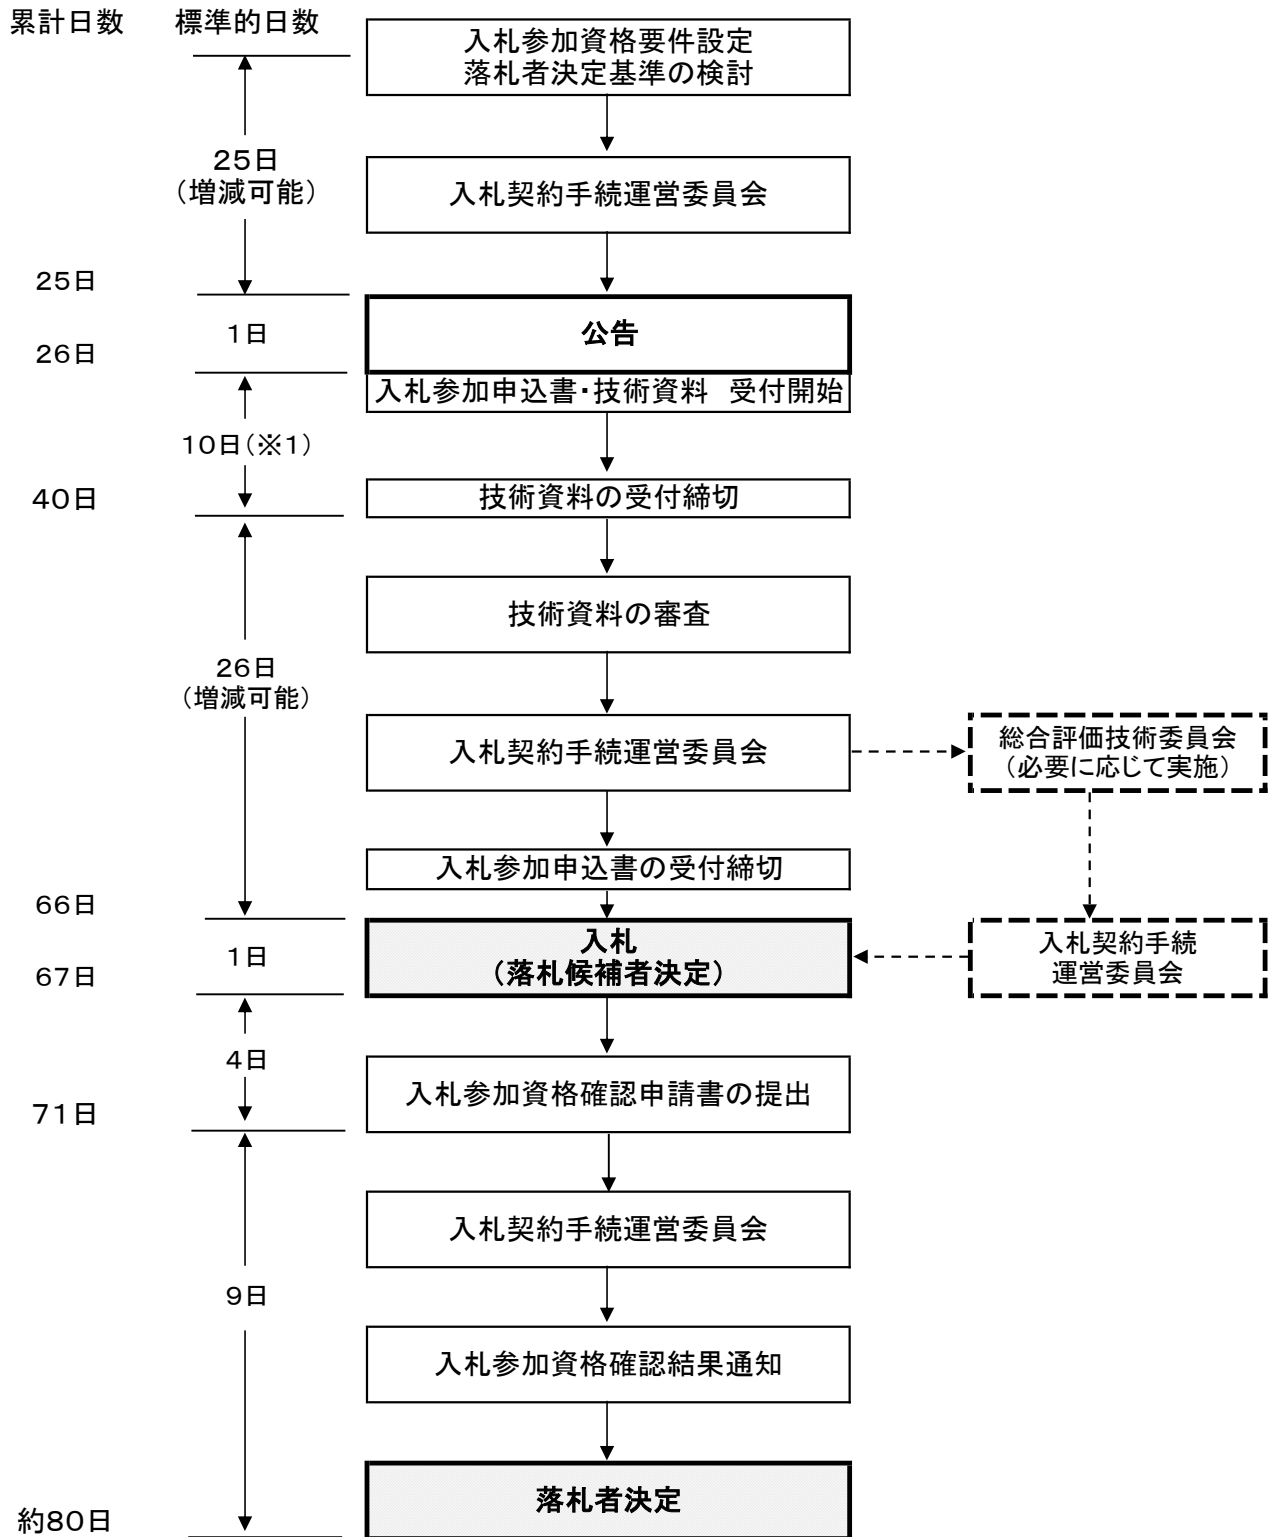 累計日数　標準的日数
入札参加資格要件設定
落札者決定基準の検討
25日
（増減可能）
入札契約手続運営委員会
25日
1日
26日
公告
入札参加申込書・技術資料　受付開始
10日（※1）
40日
技術資料の受付締切
技術資料の審査
26日
（増減可能）
入札契約手続運営委員会
総合評価技術委員会
（必要に応じて実施）
入札参加申込書の受付締切
66日
1日
67日
入札
（落札候補者決定）
入札契約手続
運営委員会
4日
71日
入札参加資格確認申請書の提出
入札契約手続運営委員会
9日
入札参加資格確認結果通知
落札者決定
約80日